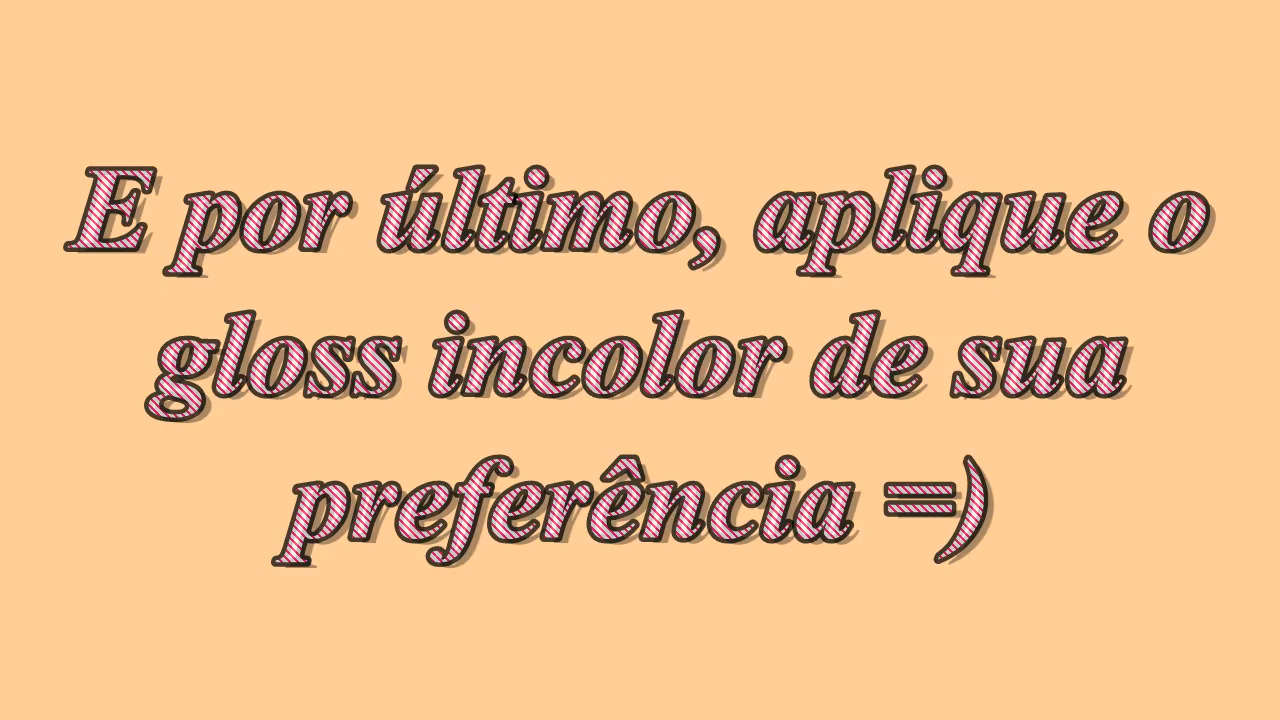 E por último, aplique o
gloss incolor de sua
preferência =)